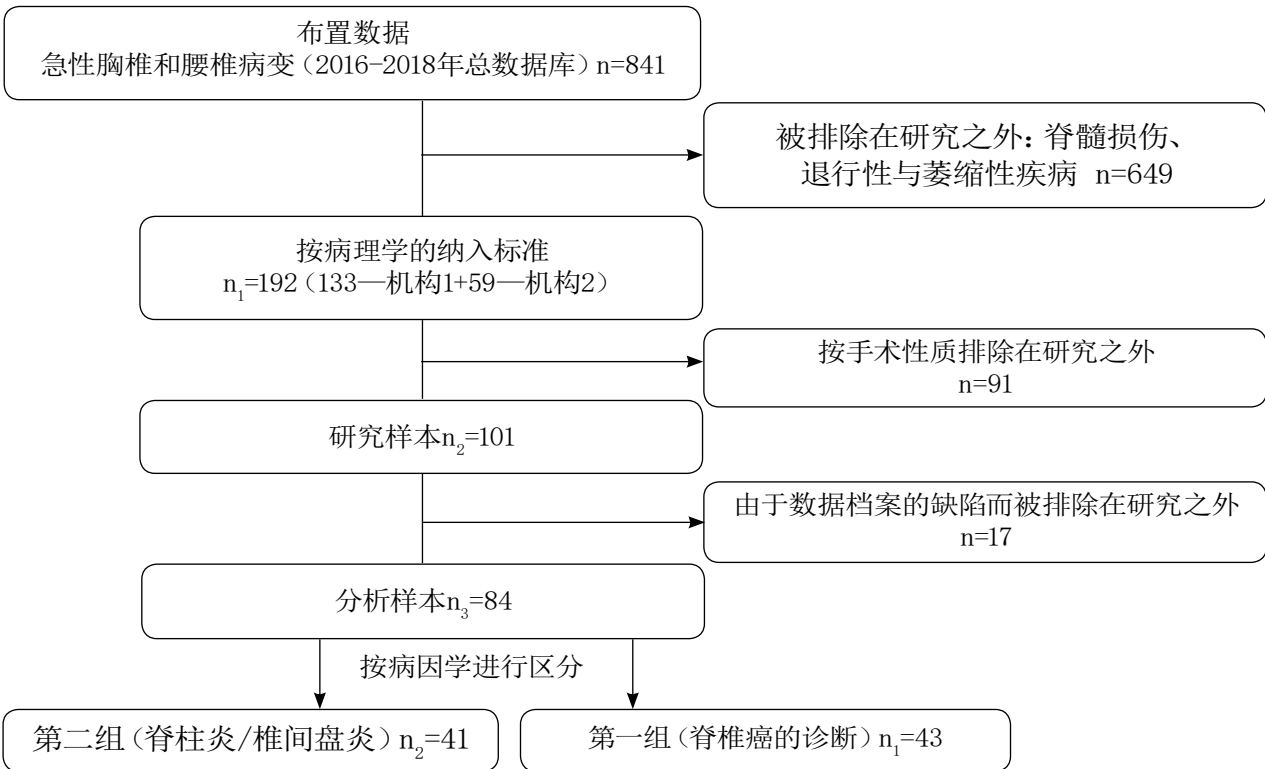 布置数据
急性胸椎和腰椎病变（2016-2018年总数据库）n=841
被排除在研究之外：脊髓损伤、
退行性与萎缩性疾病 n=649
按病理学的纳入标准
n₁=192（133—机构1+59—机构2）
按手术性质排除在研究之外
n=91
研究样本n₂=101
由于数据档案的缺陷而被排除在研究之外
n=17
分析样本n₃=84
按病因学进行区分
第二组（脊柱炎/椎间盘炎）n₂=41
第一组（脊椎癌的诊断）n₁=43